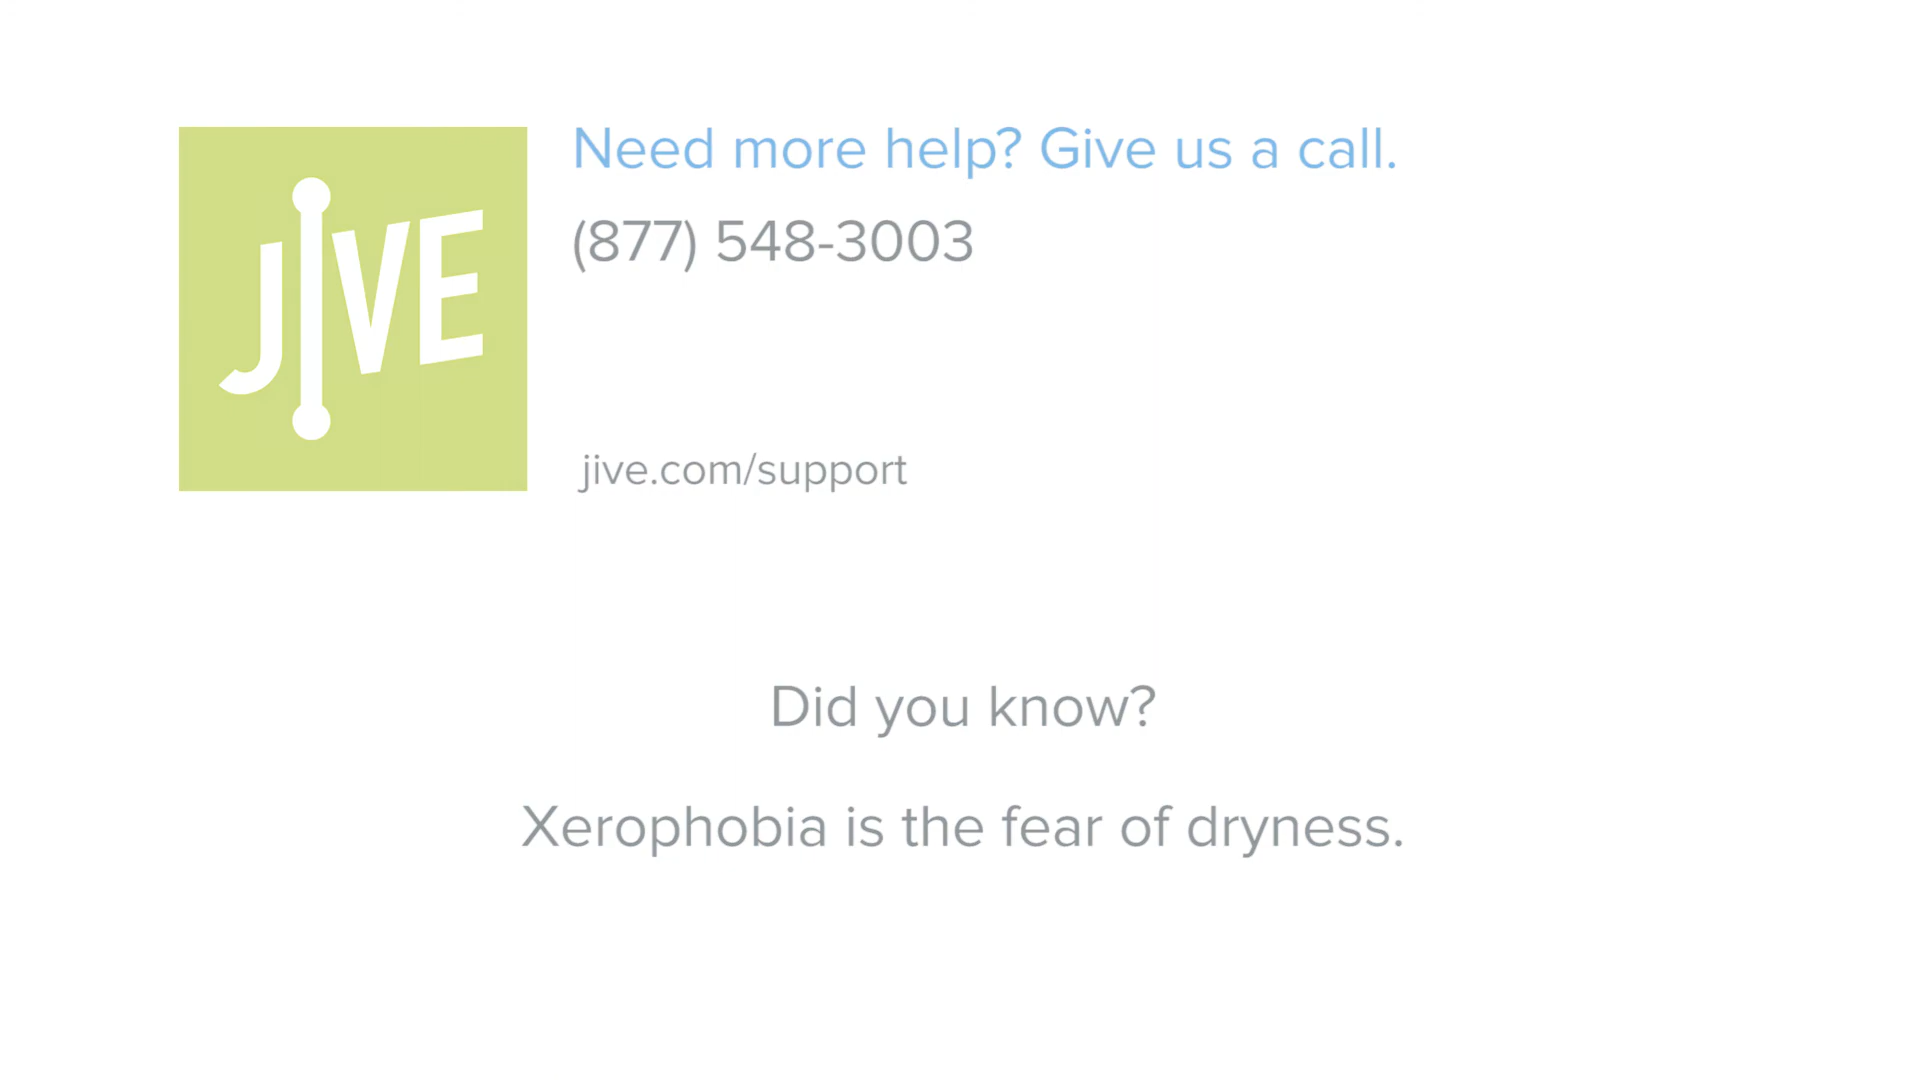 JIVE
Need more help? Give us a call.
(877) 548-3003
jive.com/support
Did you know?
Xerophobia is the fear of dryness.